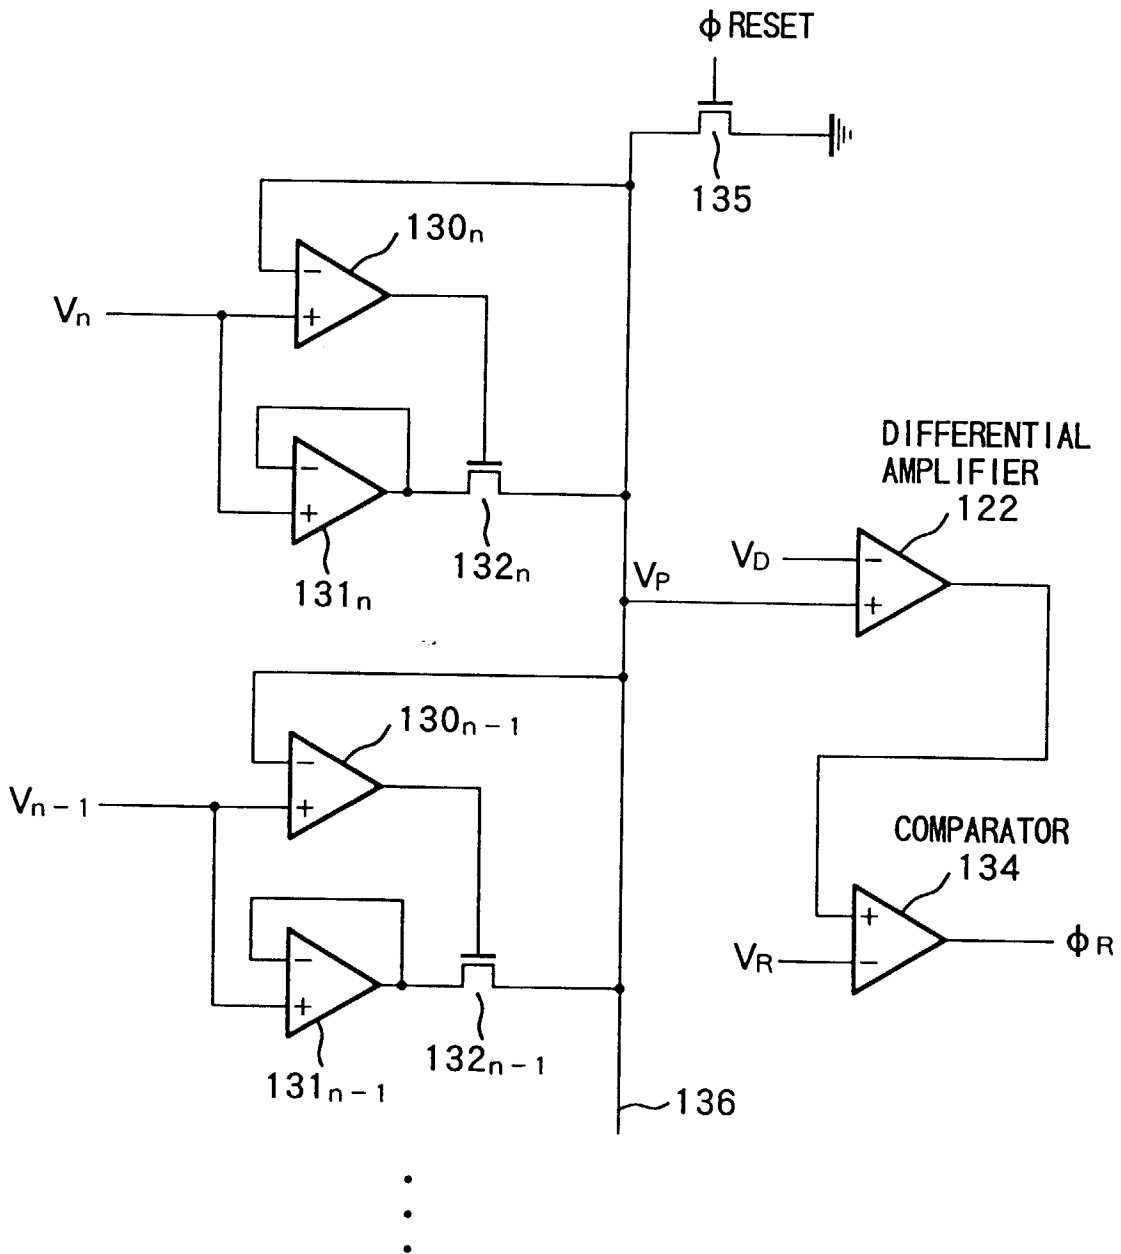 ϕ RESET
135
130n
−
+
Vn
−
+
132n
131n
DIFFERENTIAL
AMPLIFIER
122
VD
−
VP
+
130n−1
−
+
Vn−1
COMPARATOR
134
−
+
+
VR
−
ϕR
132n−1
131n−1
136